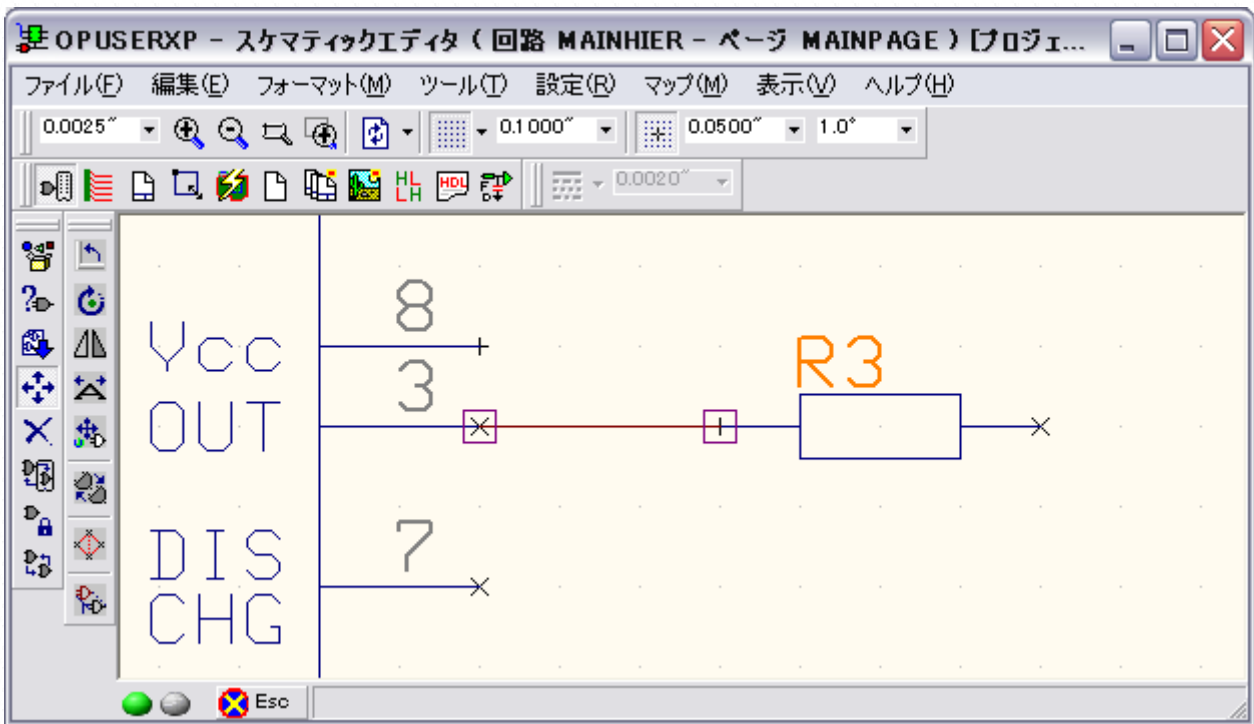 OPUSERXP - スケマティックエディタ ( 回路 MAINHIER - ページ MAINPAGE ) [プロジェ...
ファイル(F) 編集(E) フォーマット(M) ツール(T) 設定(R) マップ(M) 表示(V) ヘルプ(H)
0.0025" 0.1000" 0.0500" 1.0°
HL LH HDL 0.0020"
8
Vcc
3
R3
OUT
7
DIS
CHG
Esc